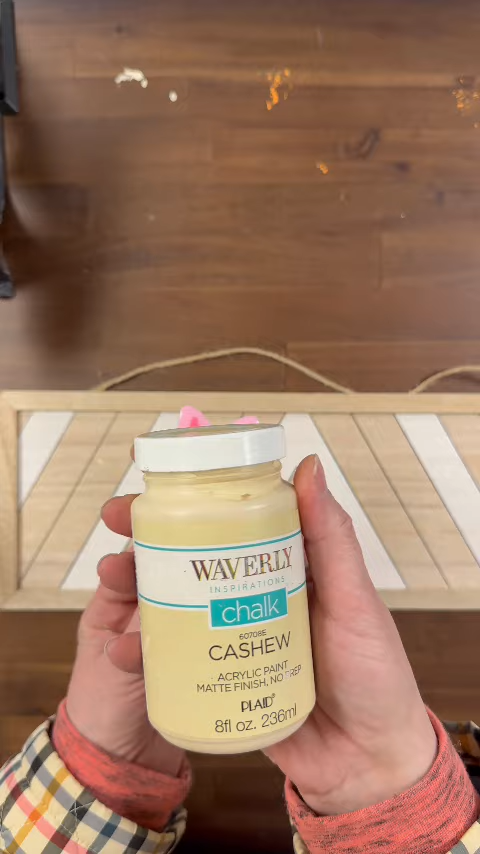 WAVERLY
INSPIRATIONS
chalk
60708E
CASHEW
ACRYLIC PAINT
MATTE FINISH, NO PREP
PLAID®
8fl oz. 236ml